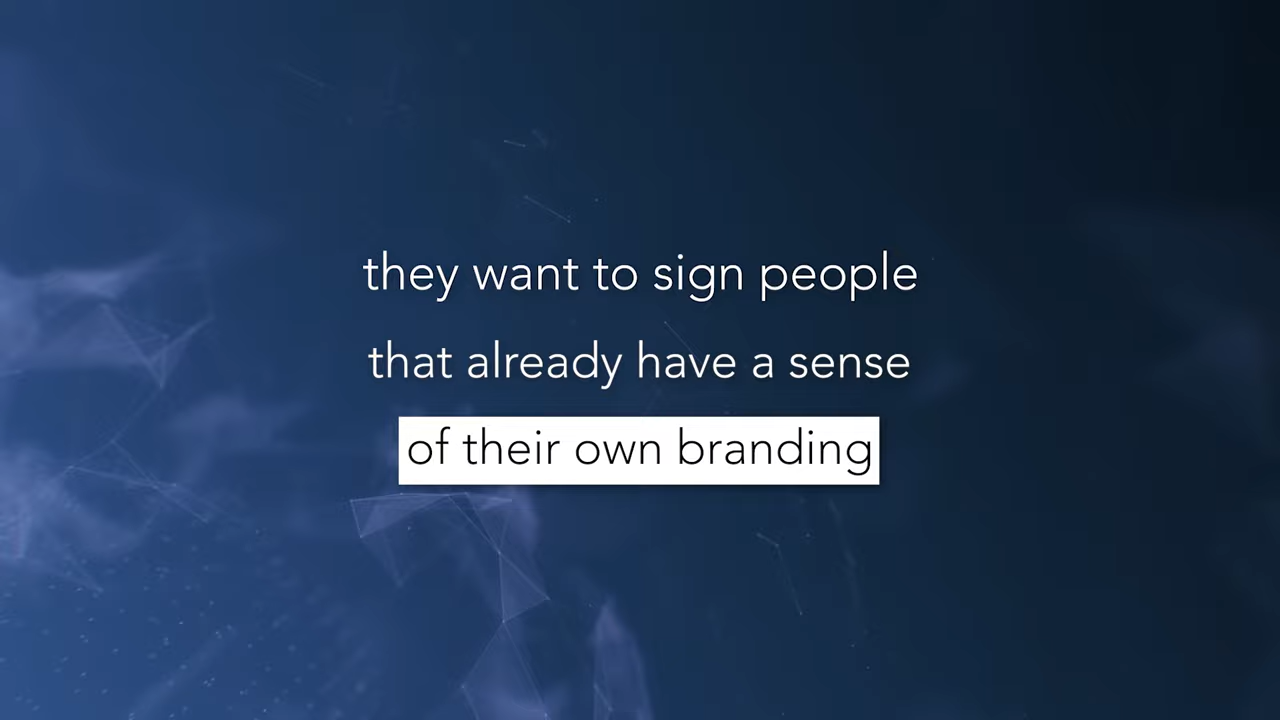 they want to sign people
that already have a sense
of their own branding